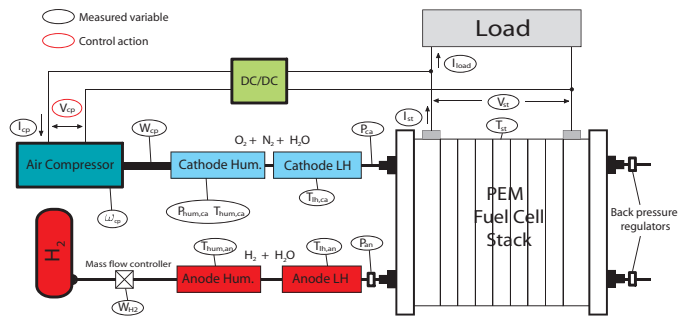 Measured variable
Control action
Load
DC/DC
I_load
V_cp
V_st
I_cp
I_st
W_cp
T_st
P_ca
O₂ + N₂ + H₂O
Air Compressor
Cathode Hum.
Cathode LH
PEM
Fuel Cell
Stack
T_lh,ca
P_hum,ca T_hum,ca
ω_cp
Back pressure
regulators
H₂
T_hum,an
H₂ + H₂O
T_lh,an
P_an
Mass flow controller
Anode Hum.
Anode LH
W_H2